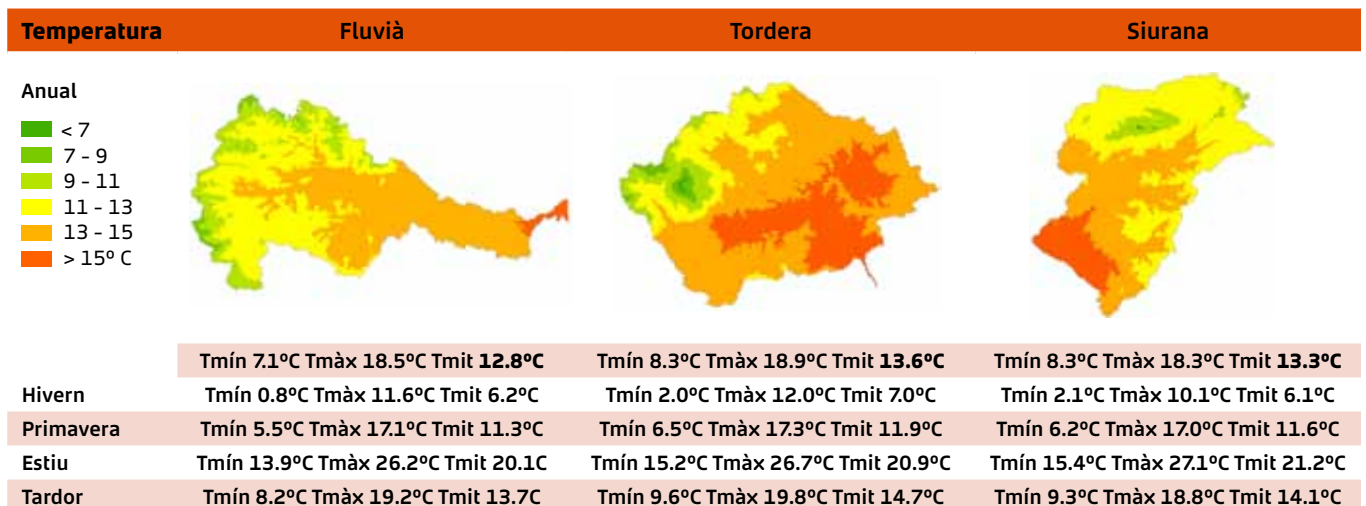 Temperatura Fluvià Tordera Siurana
Anual
< 7
7 - 9
9 - 11
11 - 13
13 - 15
> 15º C
Tmín 7.1ºC Tmàx 18.5ºC Tmit 12.8ºC Tmín 8.3ºC Tmàx 18.9ºC Tmit 13.6ºC Tmín 8.3ºC Tmàx 18.3ºC Tmit 13.3ºC
Hivern Tmín 0.8ºC Tmàx 11.6ºC Tmit 6.2ºC Tmín 2.0ºC Tmàx 12.0ºC Tmit 7.0ºC Tmín 2.1ºC Tmàx 10.1ºC Tmit 6.1ºC
Primavera Tmín 5.5ºC Tmàx 17.1ºC Tmit 11.3ºC Tmín 6.5ºC Tmàx 17.3ºC Tmit 11.9ºC Tmín 6.2ºC Tmàx 17.0ºC Tmit 11.6ºC
Estiu Tmín 13.9ºC Tmàx 26.2ºC Tmit 20.1C Tmín 15.2ºC Tmàx 26.7ºC Tmit 20.9ºC Tmín 15.4ºC Tmàx 27.1ºC Tmit 21.2ºC
Tardor Tmín 8.2ºC Tmàx 19.2ºC Tmit 13.7C Tmín 9.6ºC Tmàx 19.8ºC Tmit 14.7ºC Tmín 9.3ºC Tmàx 18.8ºC Tmit 14.1ºC